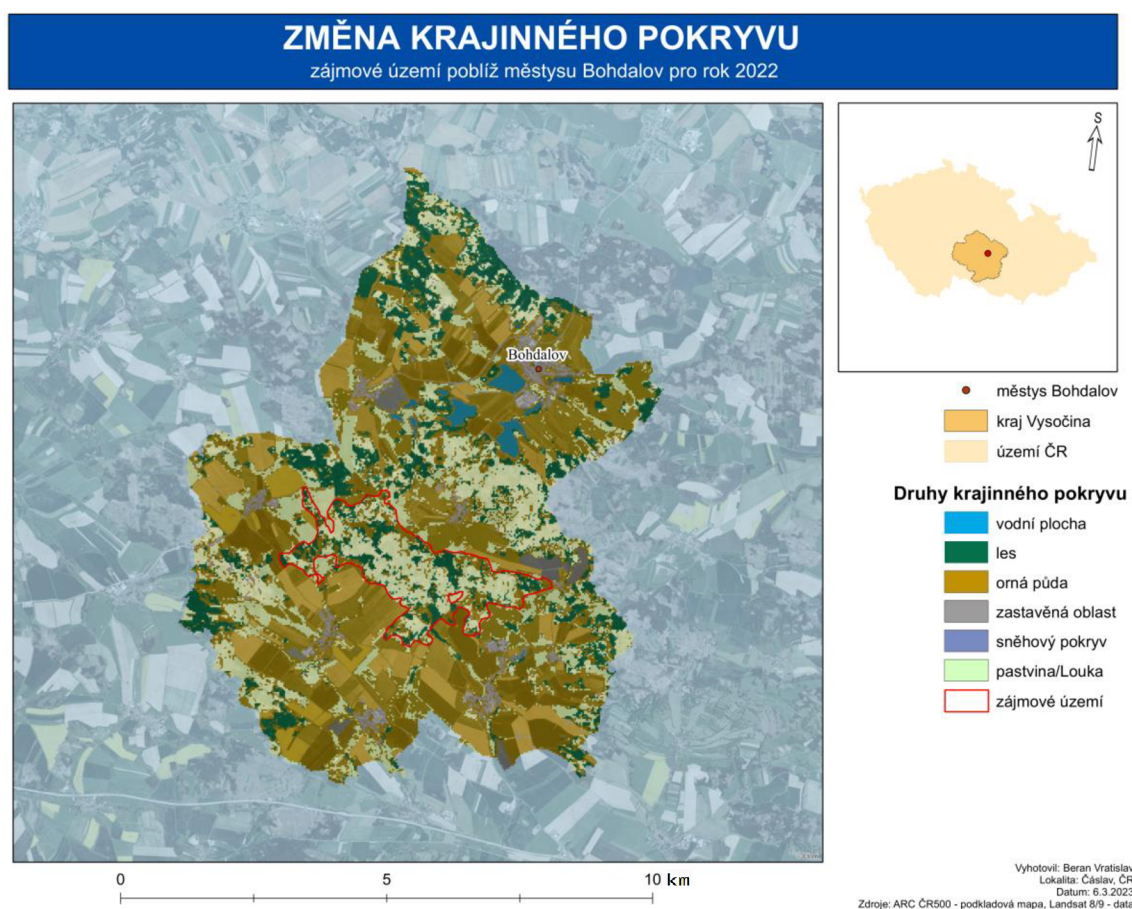 ZMĚNA KRAJINNÉHO POKRYVU
zájmové území poblíž městysu Bohdalov pro rok 2022
S
Bohdalov
městys Bohdalov
kraj Vysočina
území ČR
Druhy krajinného pokryvu
vodní plocha
les
orná půda
zastavěná oblast
sněhový pokryv
pastvina/Louka
zájmové území
0 5 10 km
Vyhotovil: Beran Vratislav
Lokalita: Čáslav, ČR
Datum: 6.3.2023
Zdroje: ARC ČR500 - podkladová mapa, Landsat 8/9 - data